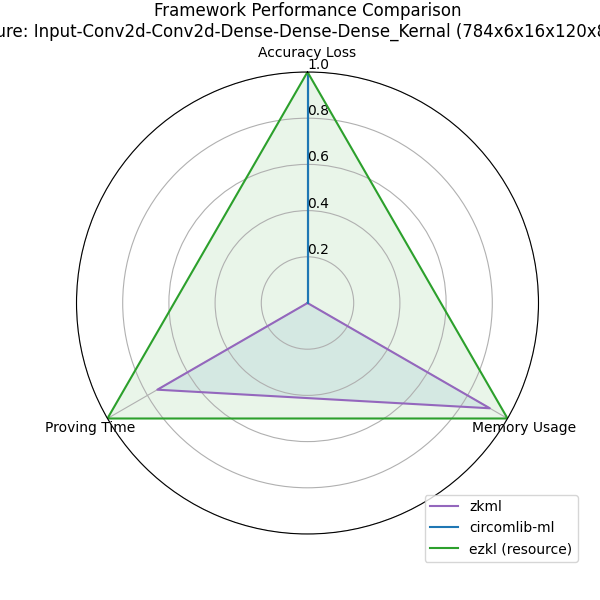 Framework Performance Comparison
ure: Input-Conv2d-Conv2d-Dense-Dense-Dense_Kernal (784x6x16x120x8
Accuracy Loss
1.0
0.8
0.6
0.4
0.2
Proving Time
Memory Usage
zkml
circomlib-ml
ezkl (resource)